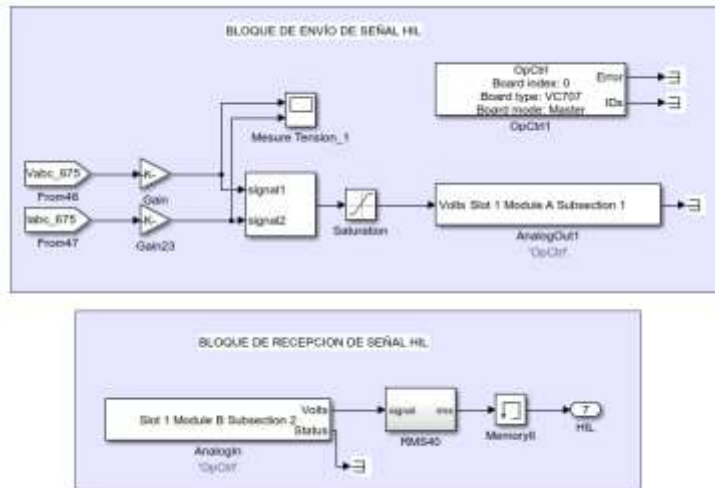 BLOQUE DE ENVÍO DE SEÑAL HIL
OpCtrl
Board index: 0
Board type: VC707
Board mode: Master
Error
IDs
OpCtrl1
Mesure Tension_1
Vabc_675
From46
-K-
Gain
Iabc_675
From47
-K-
Gain23
signal1
signal2
Saturation
Volts Slot 1 Module A Subsection 1
AnalogOut1
'OpCtrl'
BLOQUE DE RECEPCION DE SEÑAL HIL
Slot 1 Module B Subsection 2
Volts
Status
AnalogIn
'OpCtrl'
signal
rms
RMS40
Memory8
7
HIL